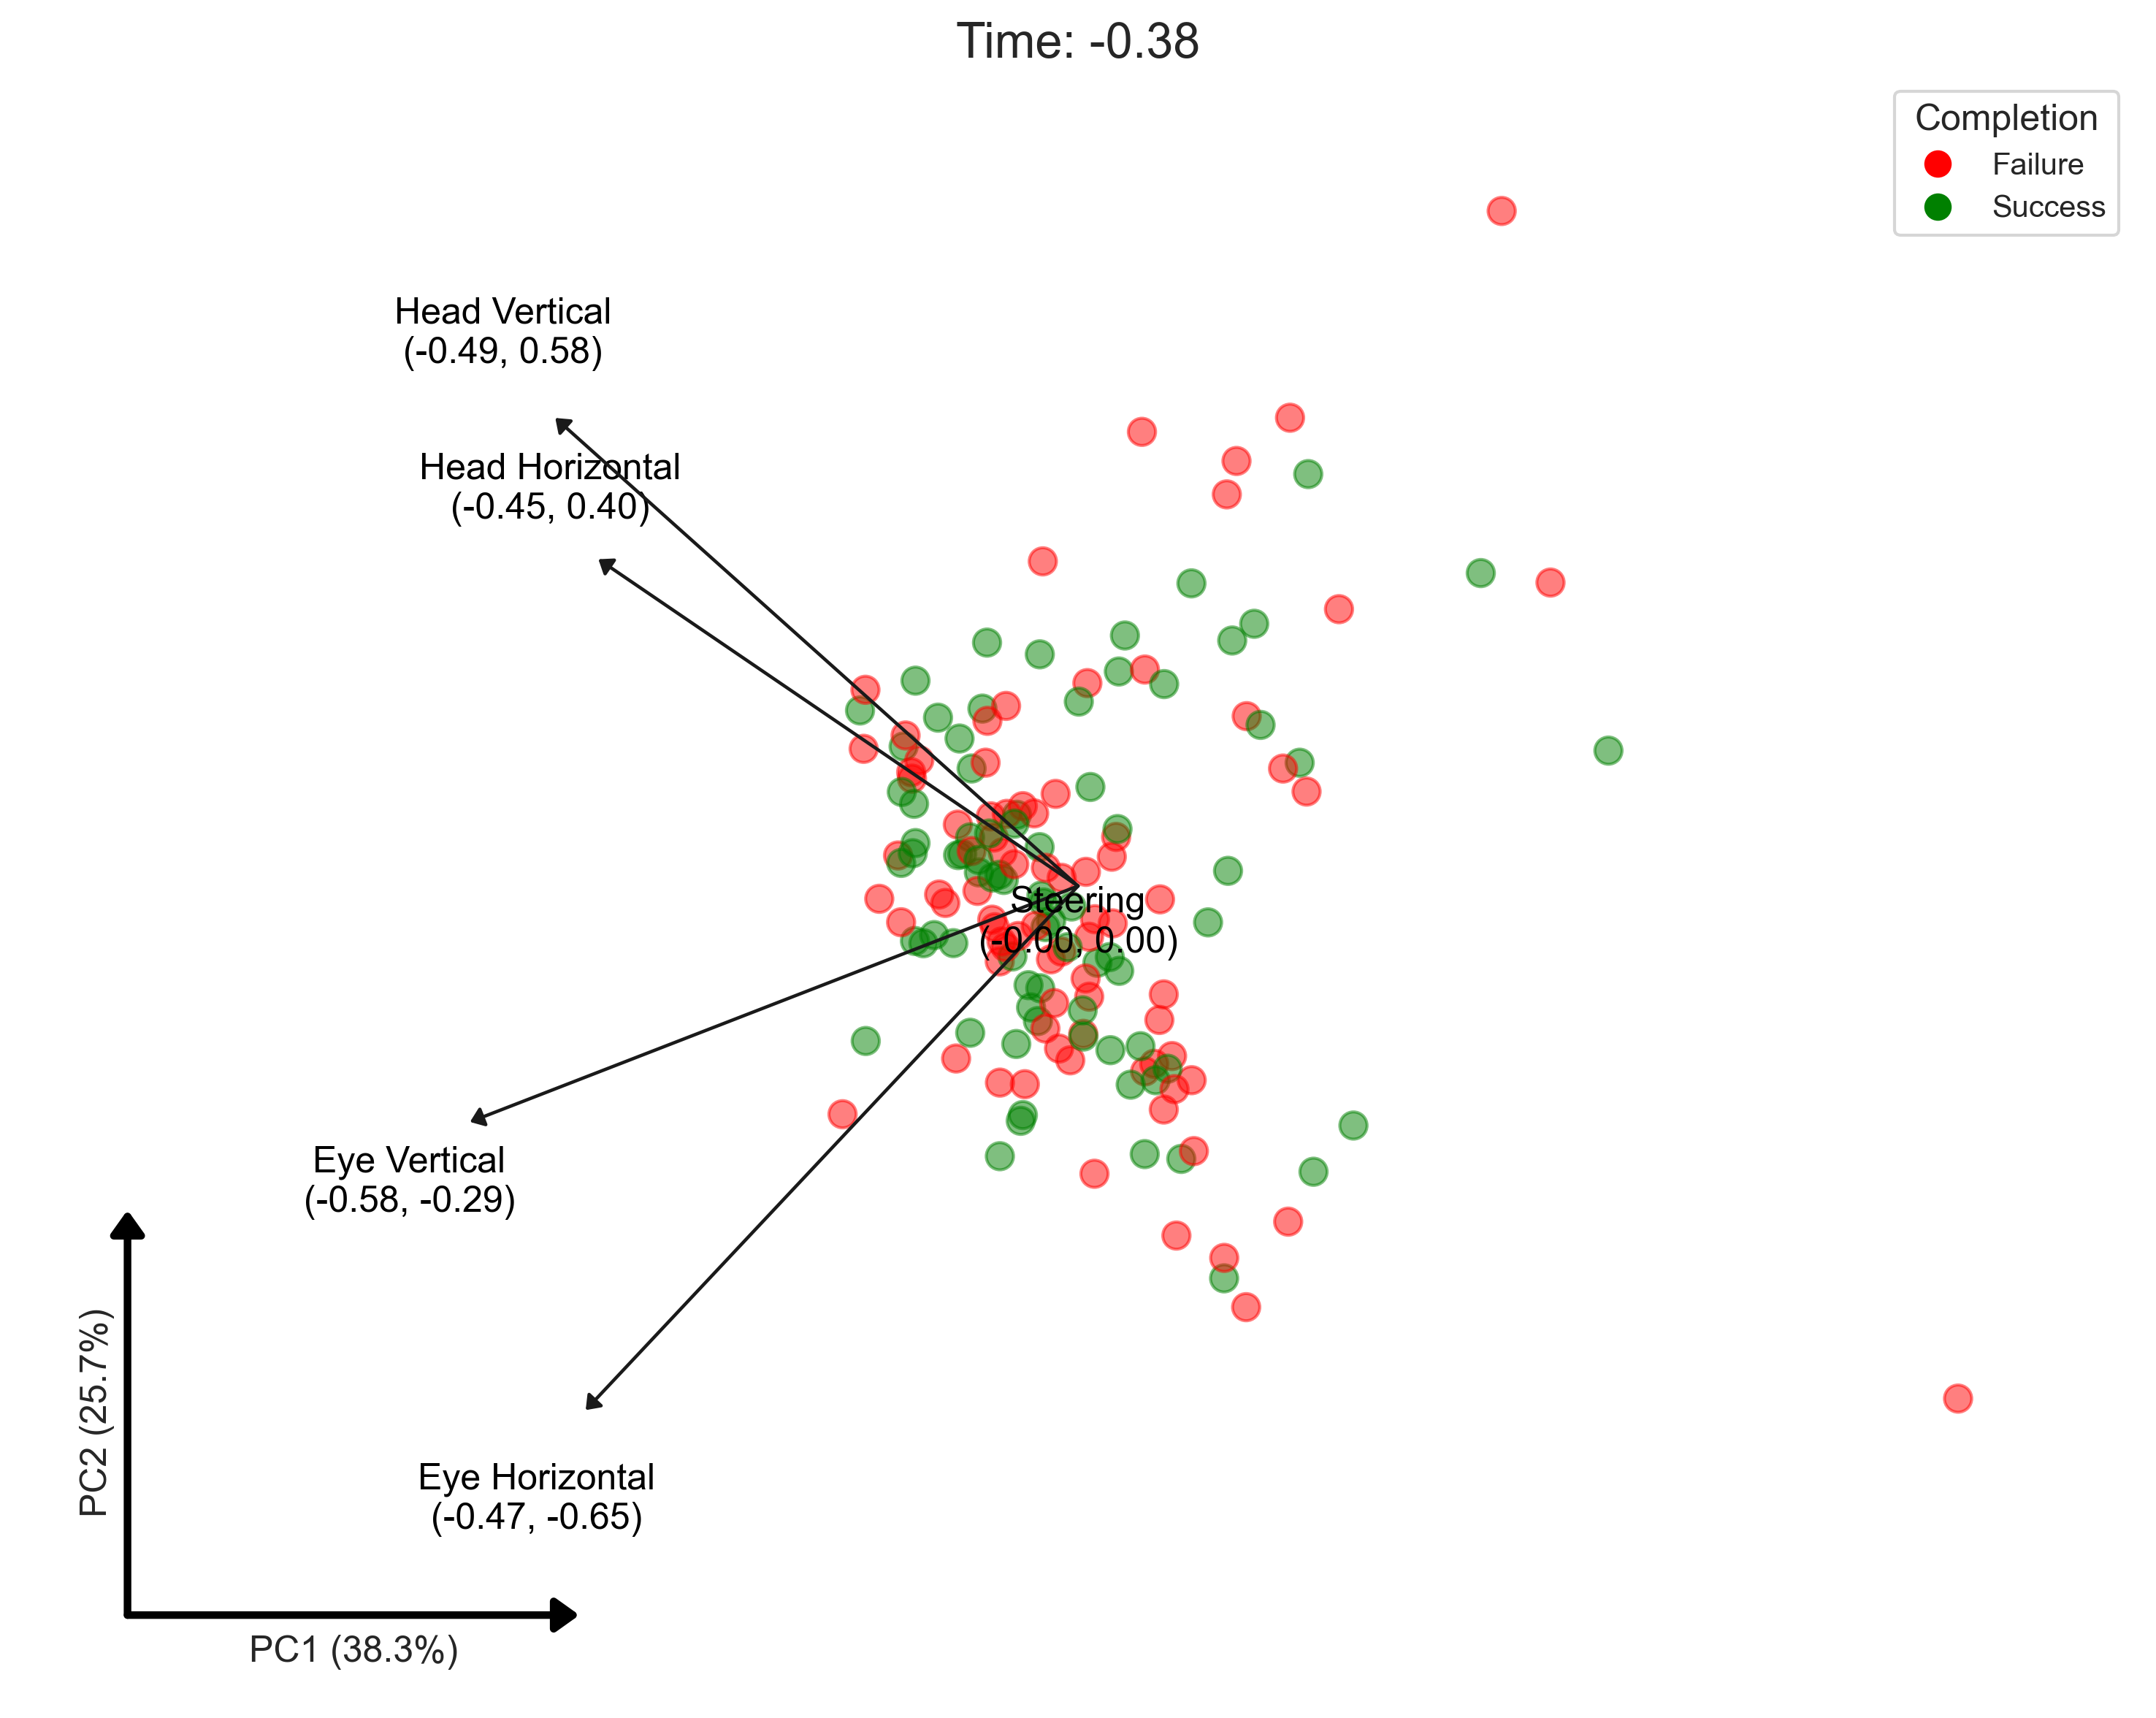 Time: -0.38
Completion
Failure
Success
Head Vertical
(-0.49, 0.58)
Head Horizontal
(-0.45, 0.40)
Steering
(-0.00, 0.00)
Eye Vertical
(-0.58, -0.29)
Eye Horizontal
(-0.47, -0.65)
PC2 (25.7%)
PC1 (38.3%)